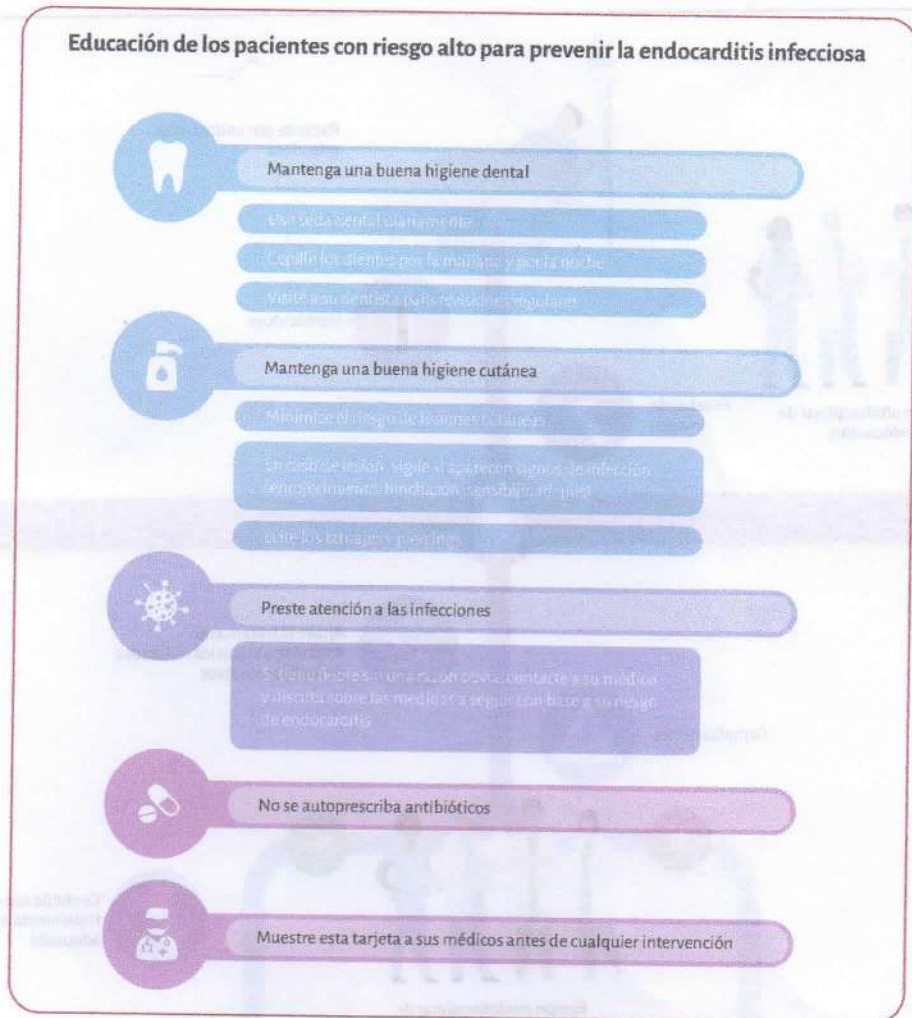 Educación de los pacientes con riesgo alto para prevenir la endocarditis infecciosa
Mantenga una buena higiene dental
Use seda dental diariamente
Cepille los dientes por la mañana y por la noche
Visite a su dentista para revisiones regulares
Mantenga una buena higiene cutánea
Minimice el riesgo de lesiones cutáneas
En caso de lesión, vigile si aparecen signos de infección
(enrojecimiento, hinchazón, sensibilidad, pus)
Evite los tatuajes y piercings
Preste atención a las infecciones
Si tiene fiebre sin una razón obvia, contacte a su médico
y discuta sobre las medidas a seguir con base a su riesgo
de endocarditis
No se autoprescriba antibióticos
Muestre esta tarjeta a sus médicos antes de cualquier intervención